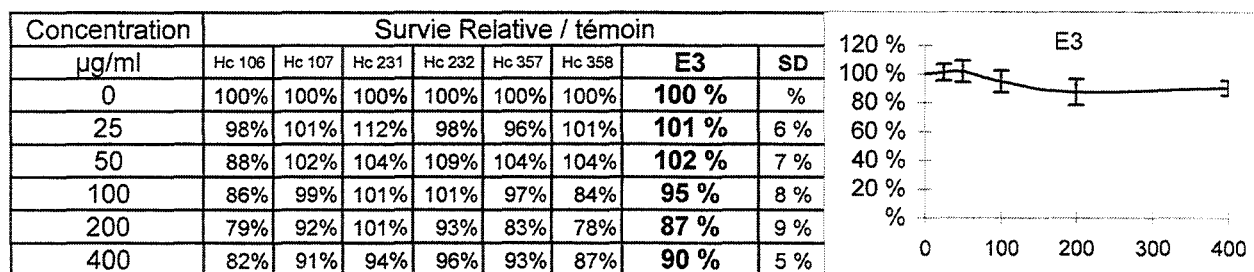 Concentration Survie Relative / témoin
µg/ml Hc 106 Hc 107 Hc 231 Hc 232 Hc 357 Hc 358 E3 SD
0 100% 100% 100% 100% 100% 100% 100 % %
25 98% 101% 112% 98% 96% 101% 101 % 6 %
50 88% 102% 104% 109% 104% 104% 102 % 7 %
100 86% 99% 101% 101% 97% 84% 95 % 8 %
200 79% 92% 101% 93% 83% 78% 87 % 9 %
400 82% 91% 94% 96% 93% 87% 90 % 5 %
E3
120 %
100 %
80 %
60 %
40 %
20 %
%
0 100 200 300 400